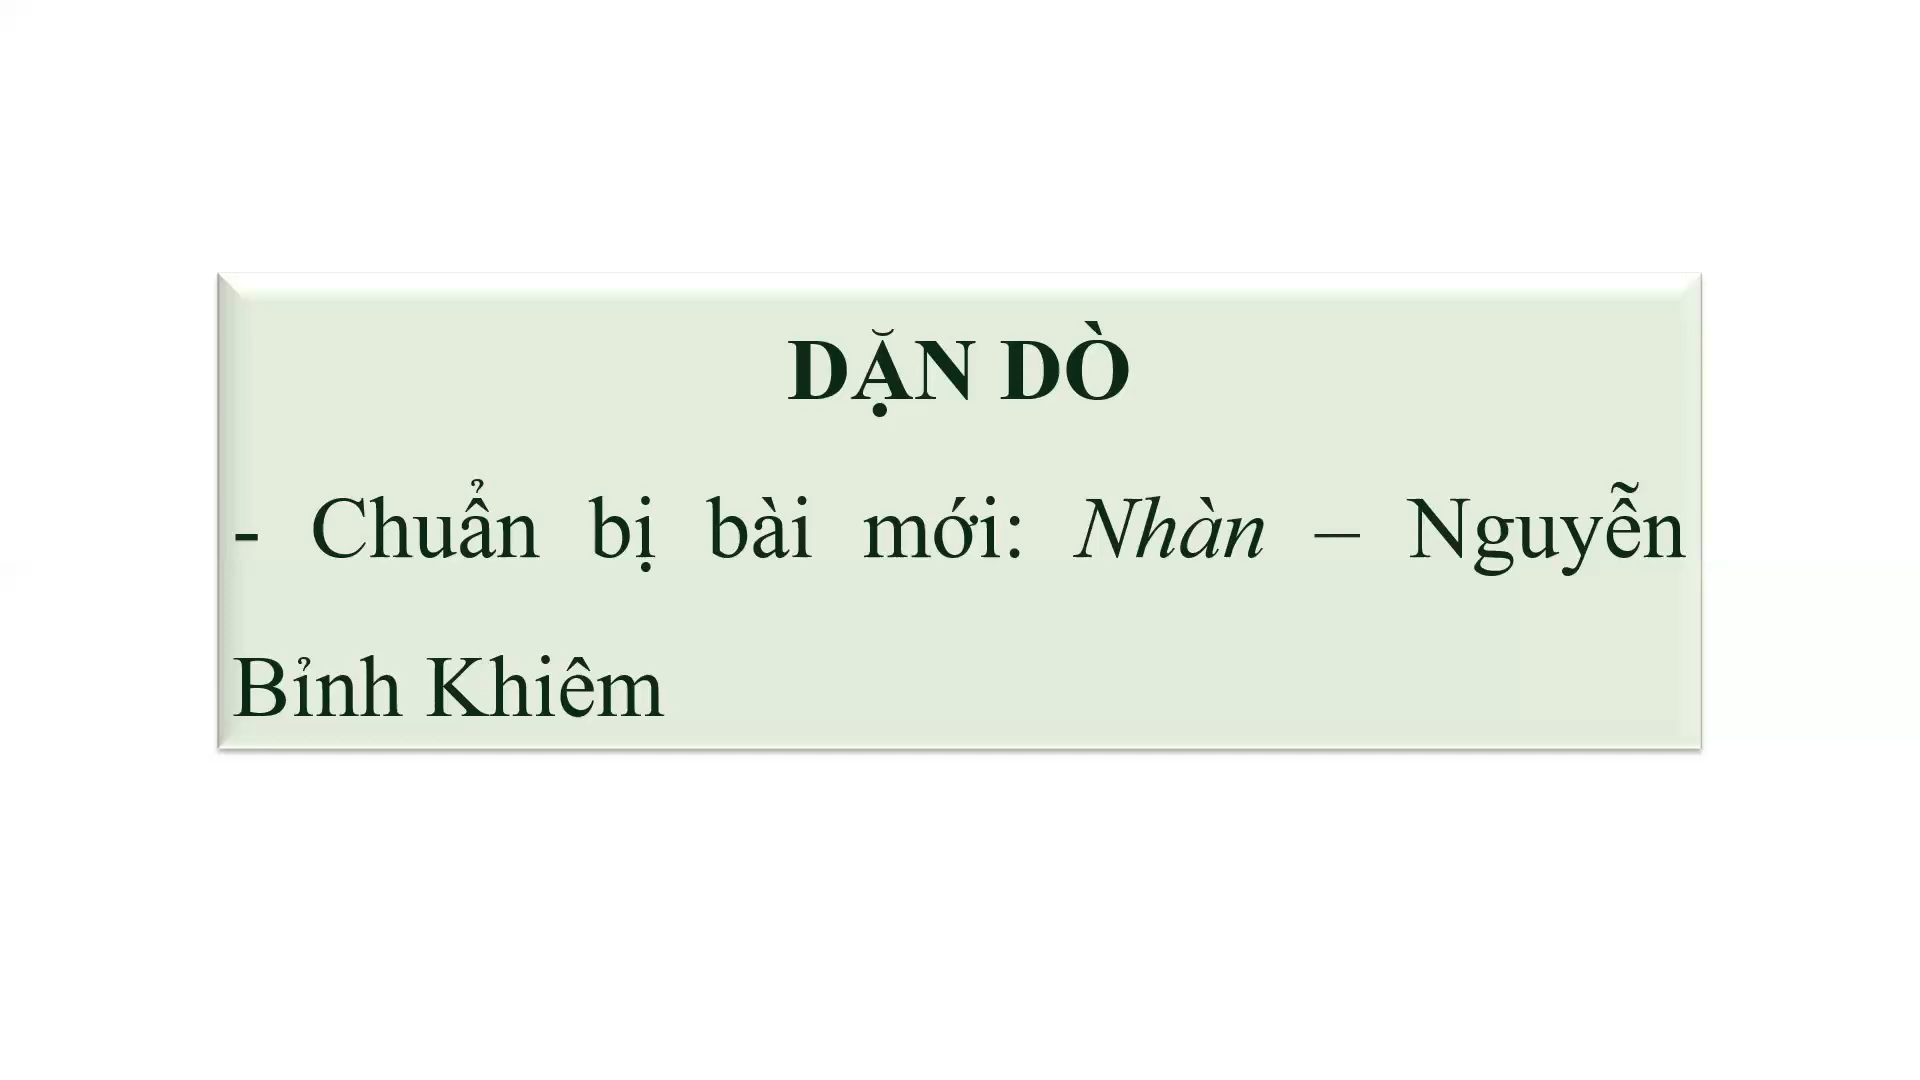 DẶN DÒ
- Chuẩn bị bài mới: Nhàn – Nguyễn
Bỉnh Khiêm